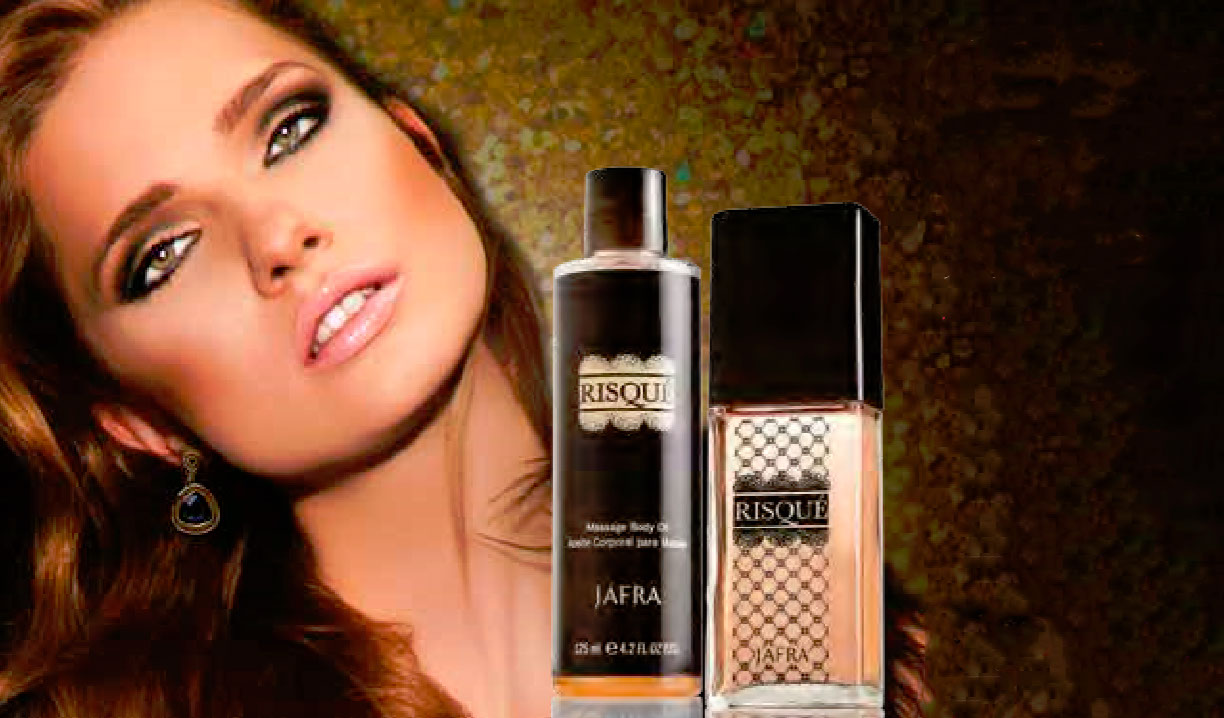 RISQUÉ
Massage Body Oil
Aceite Corporal para Masaje
JAFRA
125 ml ℮ 4.2 FL OZ
RISQUÉ
JAFRA